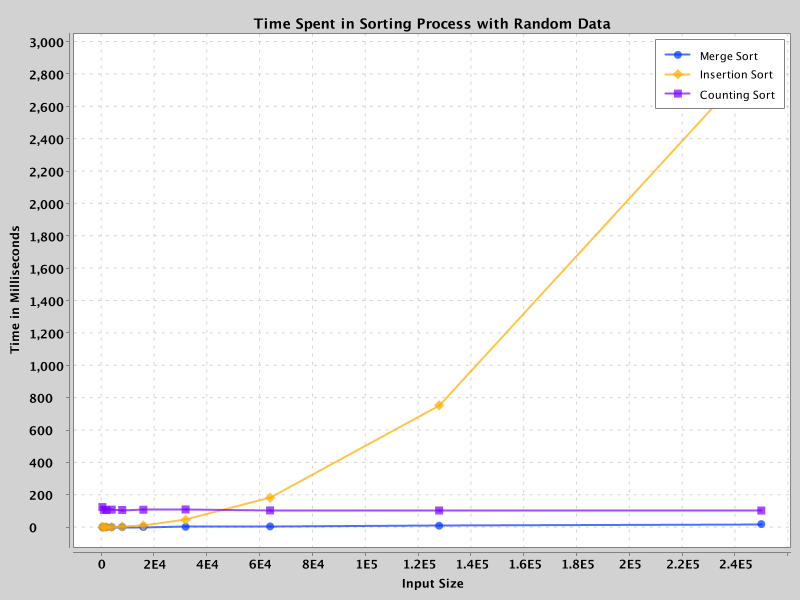 Time Spent in Sorting Process with Random Data
3,000
2,800
2,600
2,400
2,200
2,000
1,800
1,600
1,400
1,200
1,000
800
600
400
200
0
Time in Milliseconds
Merge Sort
Insertion Sort
Counting Sort
0 2E4 4E4 6E4 8E4 1E5 1.2E5 1.4E5 1.6E5 1.8E5 2E5 2.2E5 2.4E5
Input Size